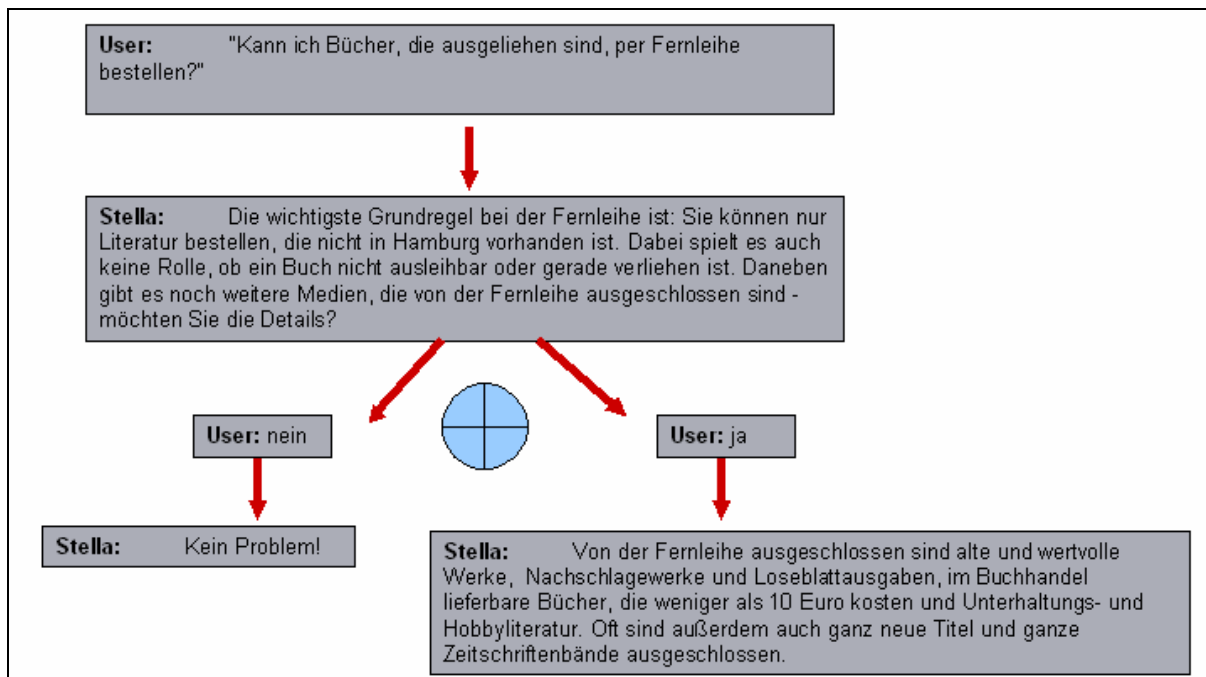 User: "Kann ich Bücher, die ausgeliehen sind, per Fernleihe
bestellen?"
Stella: Die wichtigste Grundregel bei der Fernleihe ist: Sie können nur
Literatur bestellen, die nicht in Hamburg vorhanden ist. Dabei spielt es auch
keine Rolle, ob ein Buch nicht ausleihbar oder gerade verliehen ist. Daneben
gibt es noch weitere Medien, die von der Fernleihe ausgeschlossen sind -
möchten Sie die Details?
User: nein
User: ja
Stella: Kein Problem!
Stella: Von der Fernleihe ausgeschlossen sind alte und wertvolle
Werke, Nachschlagewerke und Loseblattausgaben, im Buchhandel
lieferbare Bücher, die weniger als 10 Euro kosten und Unterhaltungs- und
Hobbyliteratur. Oft sind außerdem auch ganz neue Titel und ganze
Zeitschriftenbände ausgeschlossen.